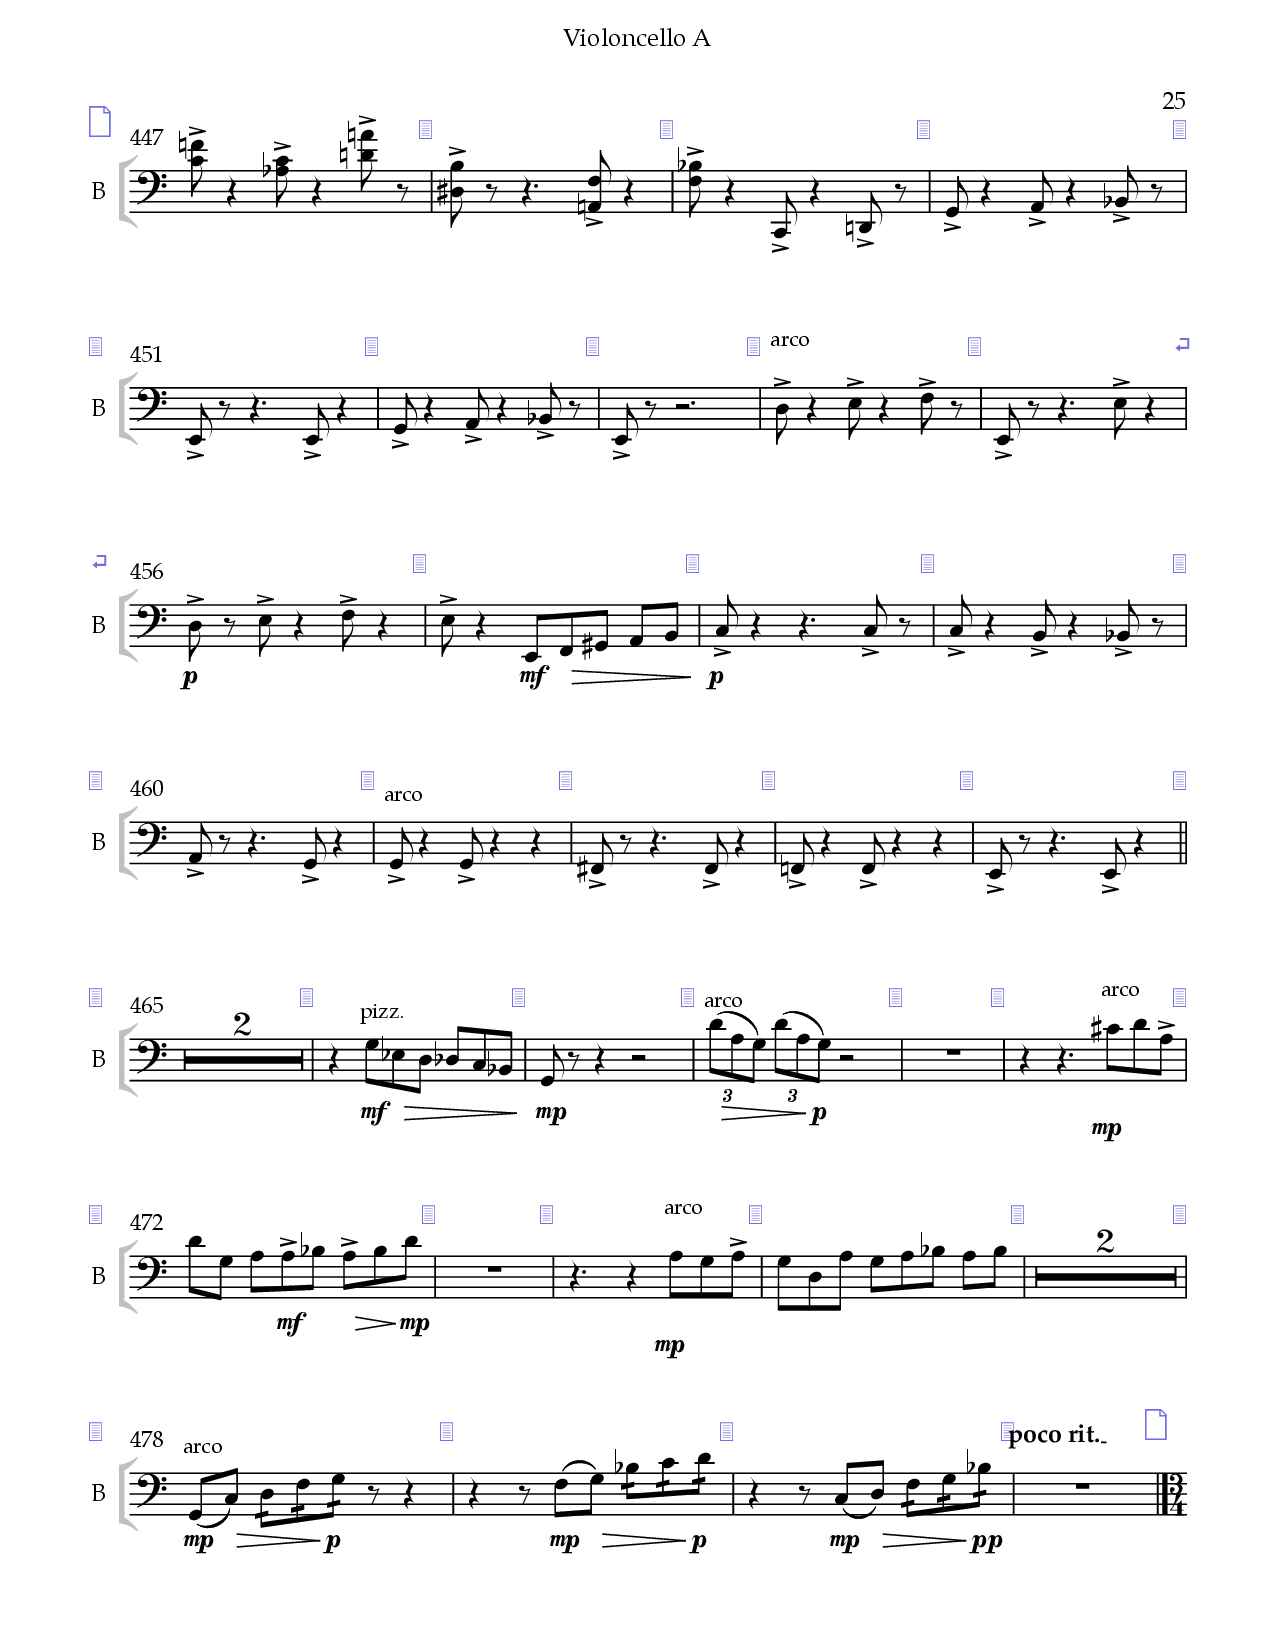 Violoncello A
25
447
B
451
arco
B
456
B
p mf p
460
arco
B
465
2 pizz. arco arco
B
3 3
mf mp p mp
472
arco 2
B
mf mp mp
478
arco poco rit.
B 3 4
mp p mp p mp pp